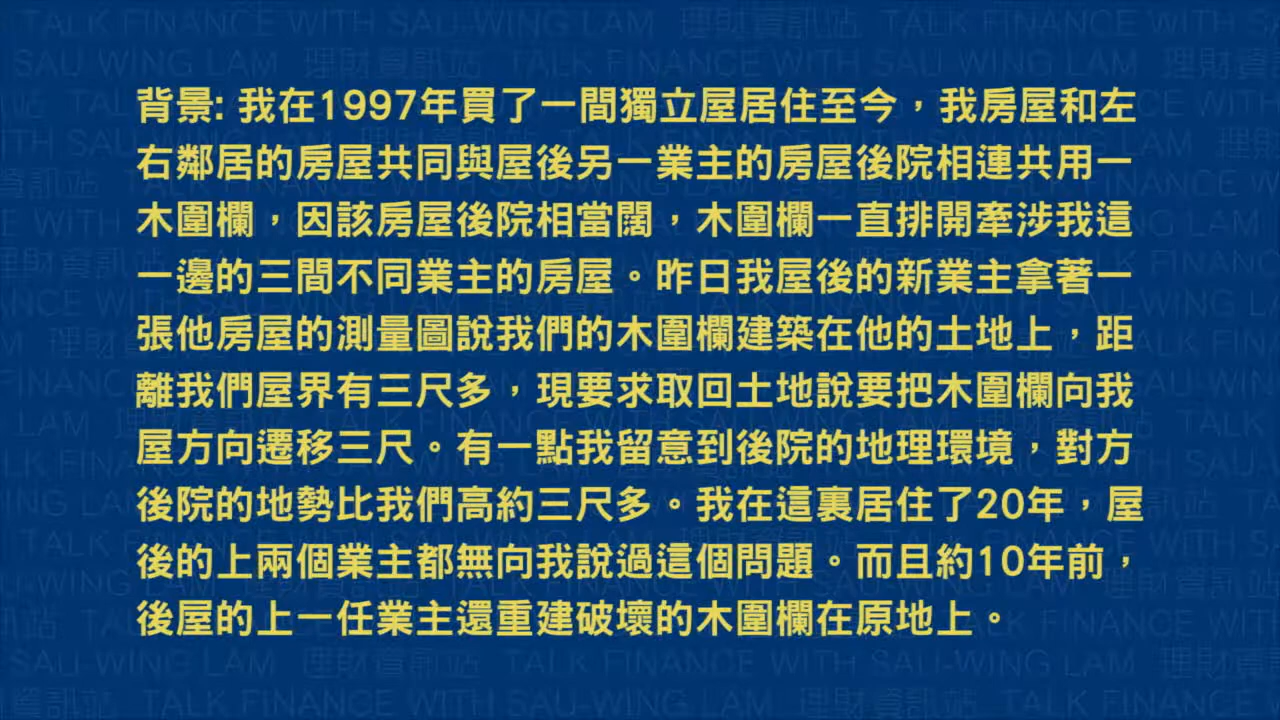 背景: 我在1997年買了一間獨立屋居住至今，我房屋和左
右鄰居的房屋共同與屋後另一業主的房屋後院相連共用一
木圍欄，因該房屋後院相當闊，木圍欄一直排開牽涉我這
一邊的三間不同業主的房屋。昨日我屋後的新業主拿著一
張他房屋的測量圖說我們的木圍欄建築在他的土地上，距
離我們屋界有三尺多，現要求取回土地說要把木圍欄向我
屋方向遷移三尺。有一點我留意到後院的地理環境，對方
後院的地勢比我們高約三尺多。我在這裏居住了20年，屋
後的上兩個業主都無向我說過這個問題。而且約10年前，
後屋的上一任業主還重建破壞的木圍欄在原地上。